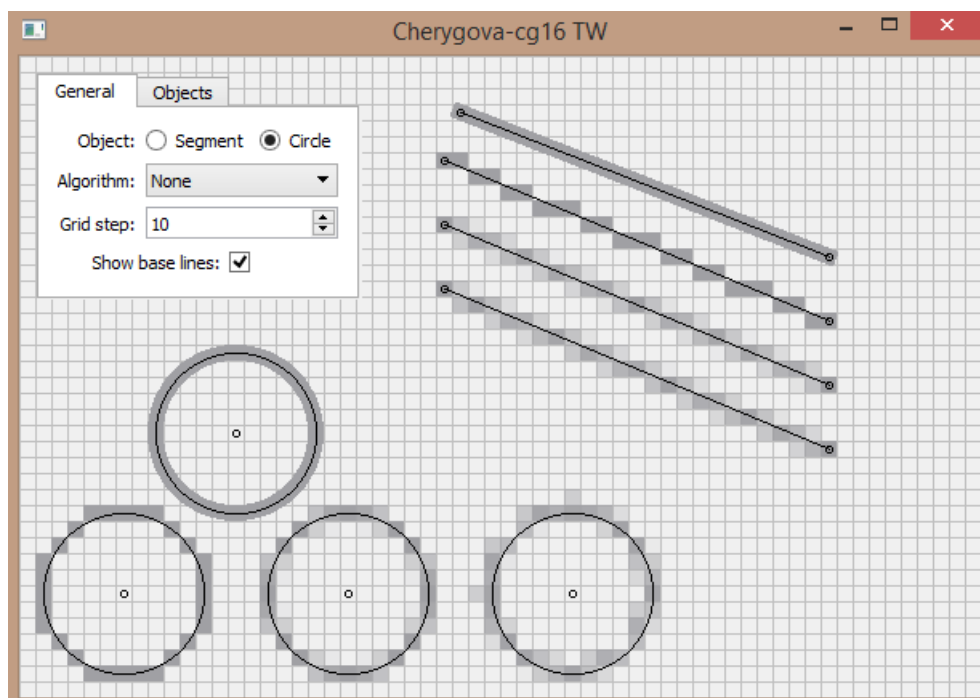 Cherygova-cg16 TW
General Objects
Object: Segment Circle
Algorithm: None
Grid step: 10
Show base lines: